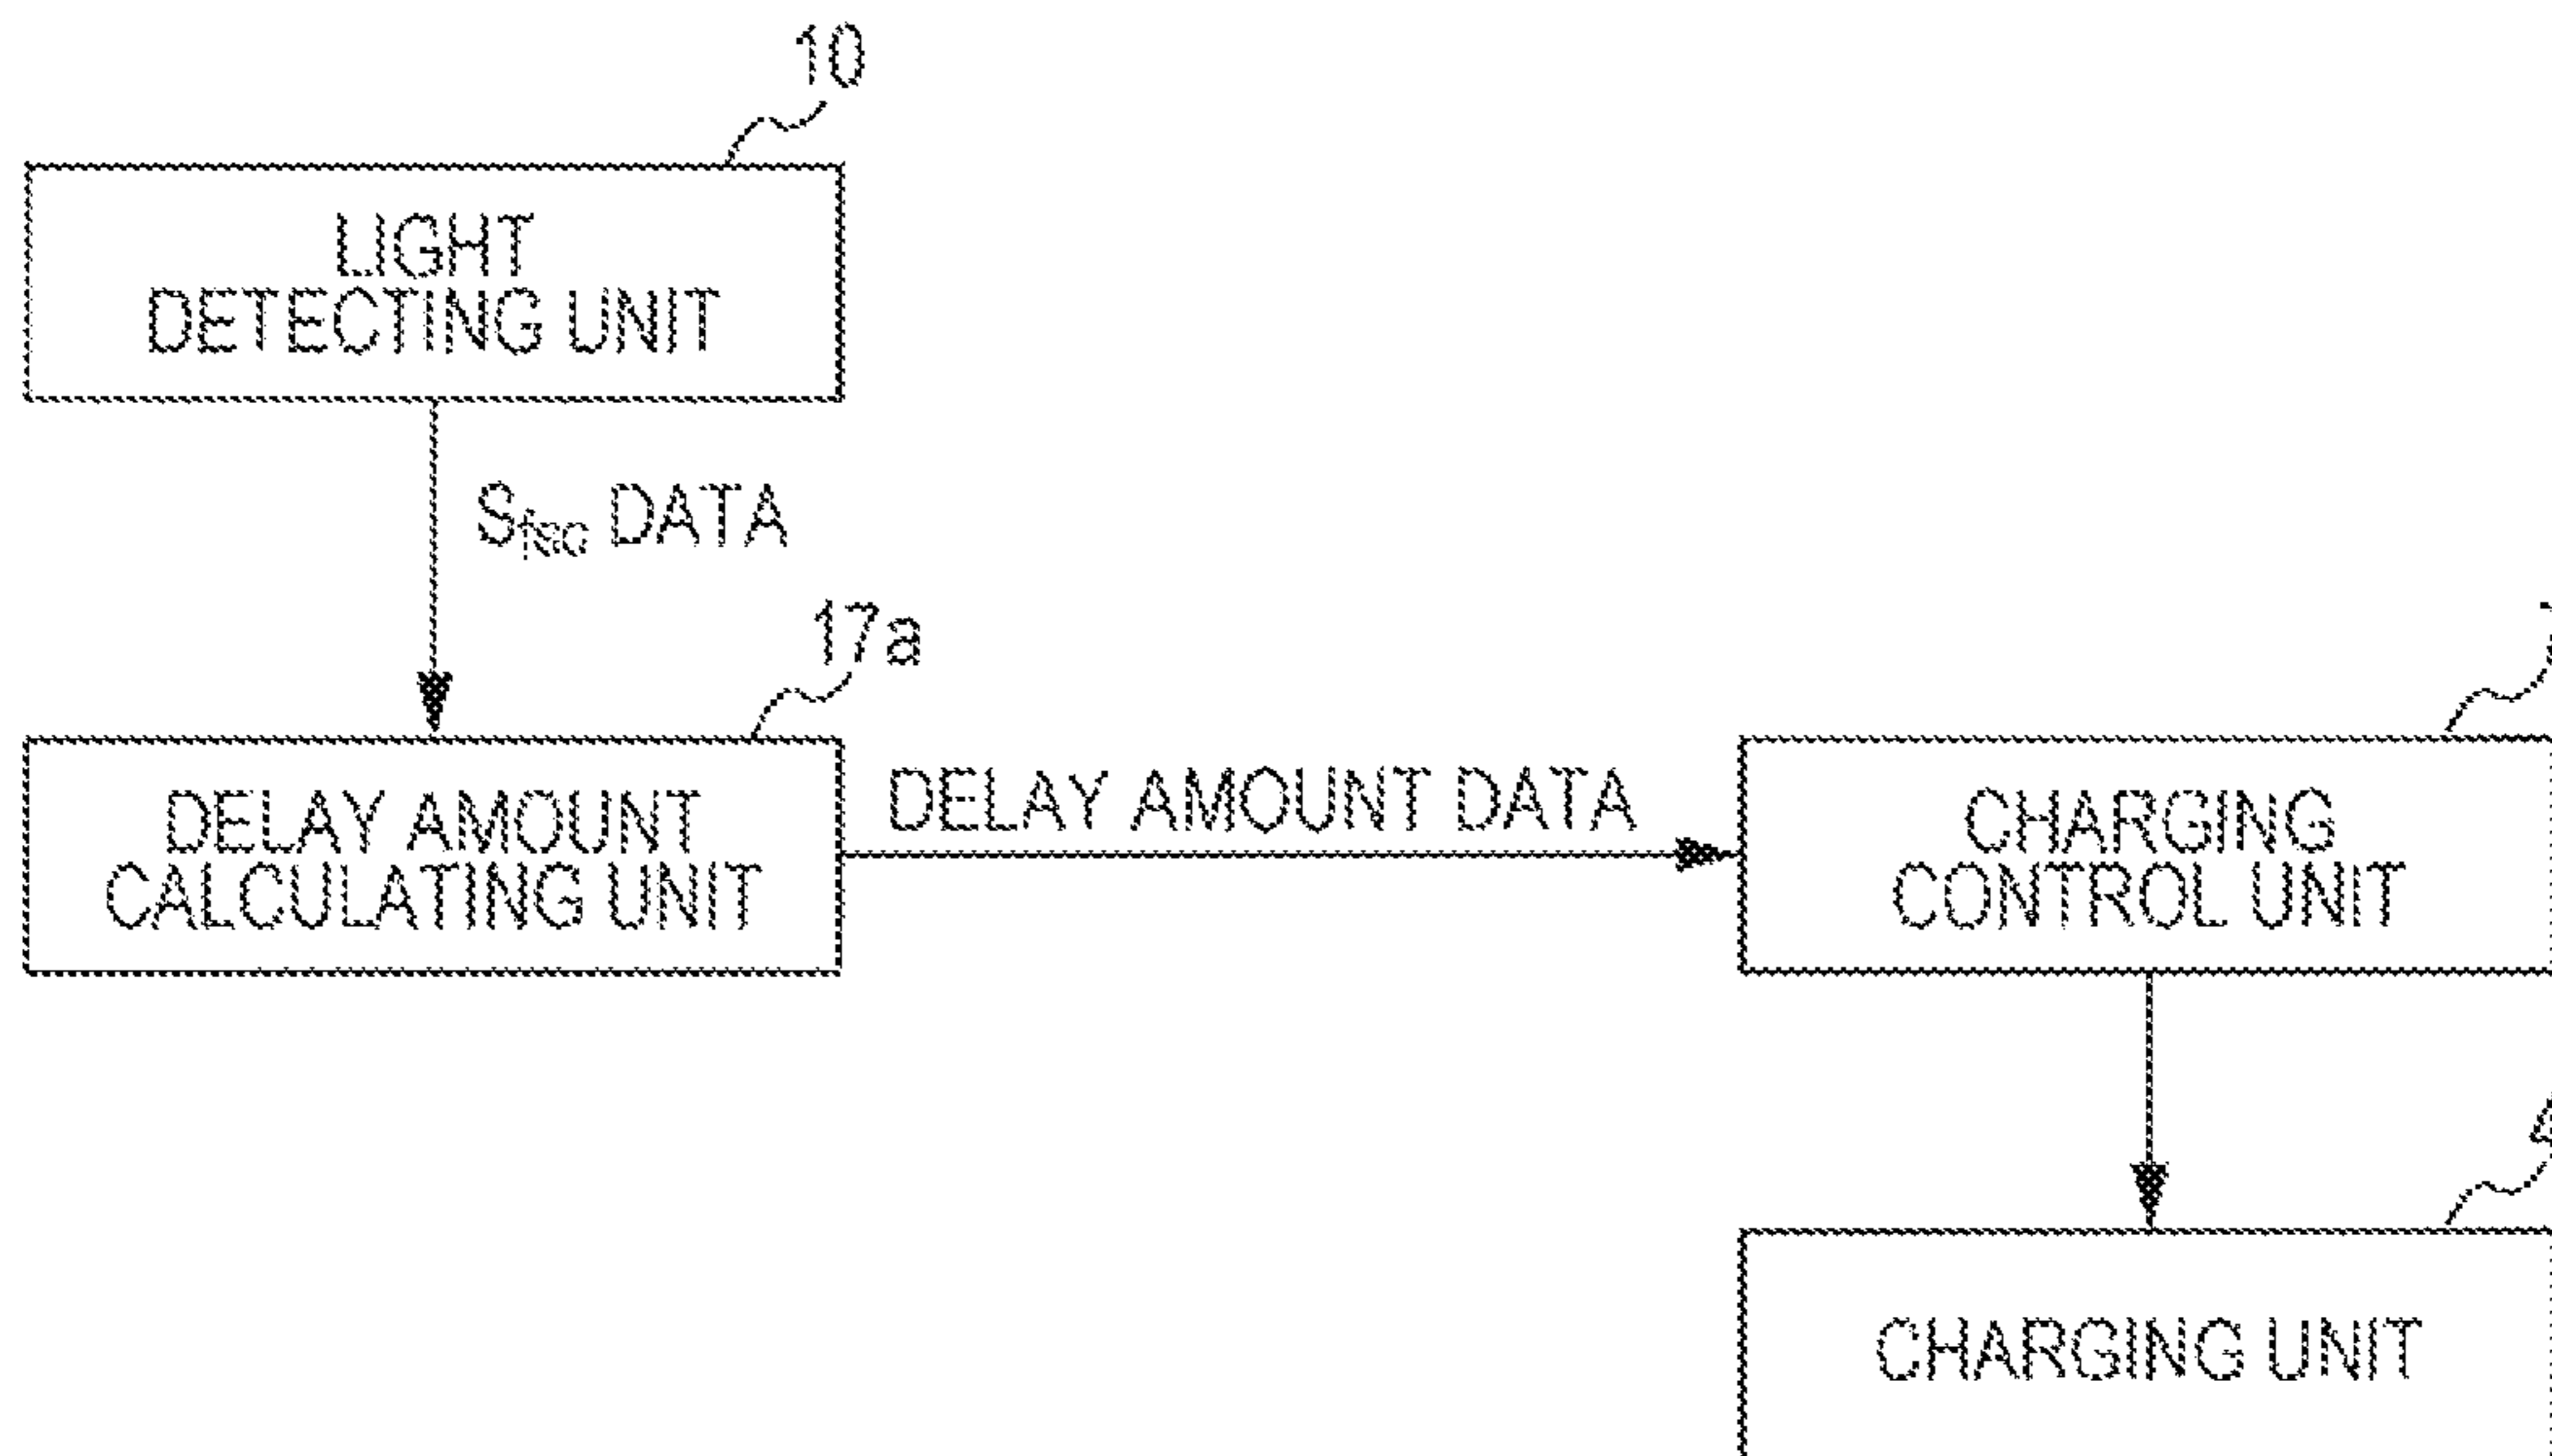 10
LIGHT
DETECTING UNIT
Sfsc DATA
17a
DELAY AMOUNT
CALCULATING UNIT
DELAY AMOUNT DATA
CHARGING
CONTROL UNIT
CHARGING UNIT